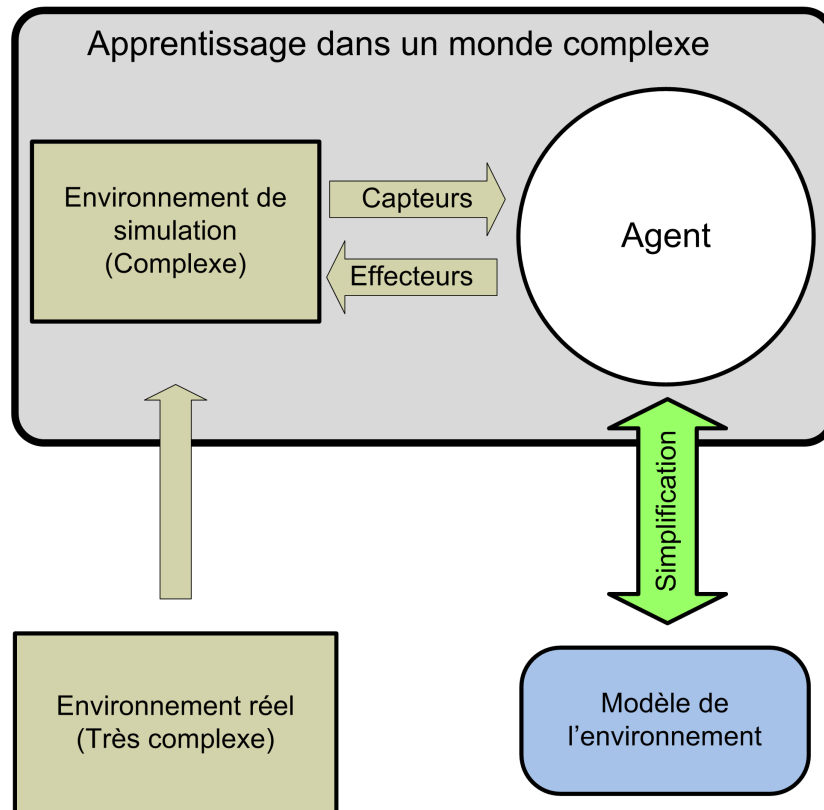 Apprentissage dans un monde complexe
Environnement de
simulation
(Complexe)
Capteurs
Effecteurs
Agent
Simplification
Environnement réel
(Très complexe)
Modèle de
l’environnement